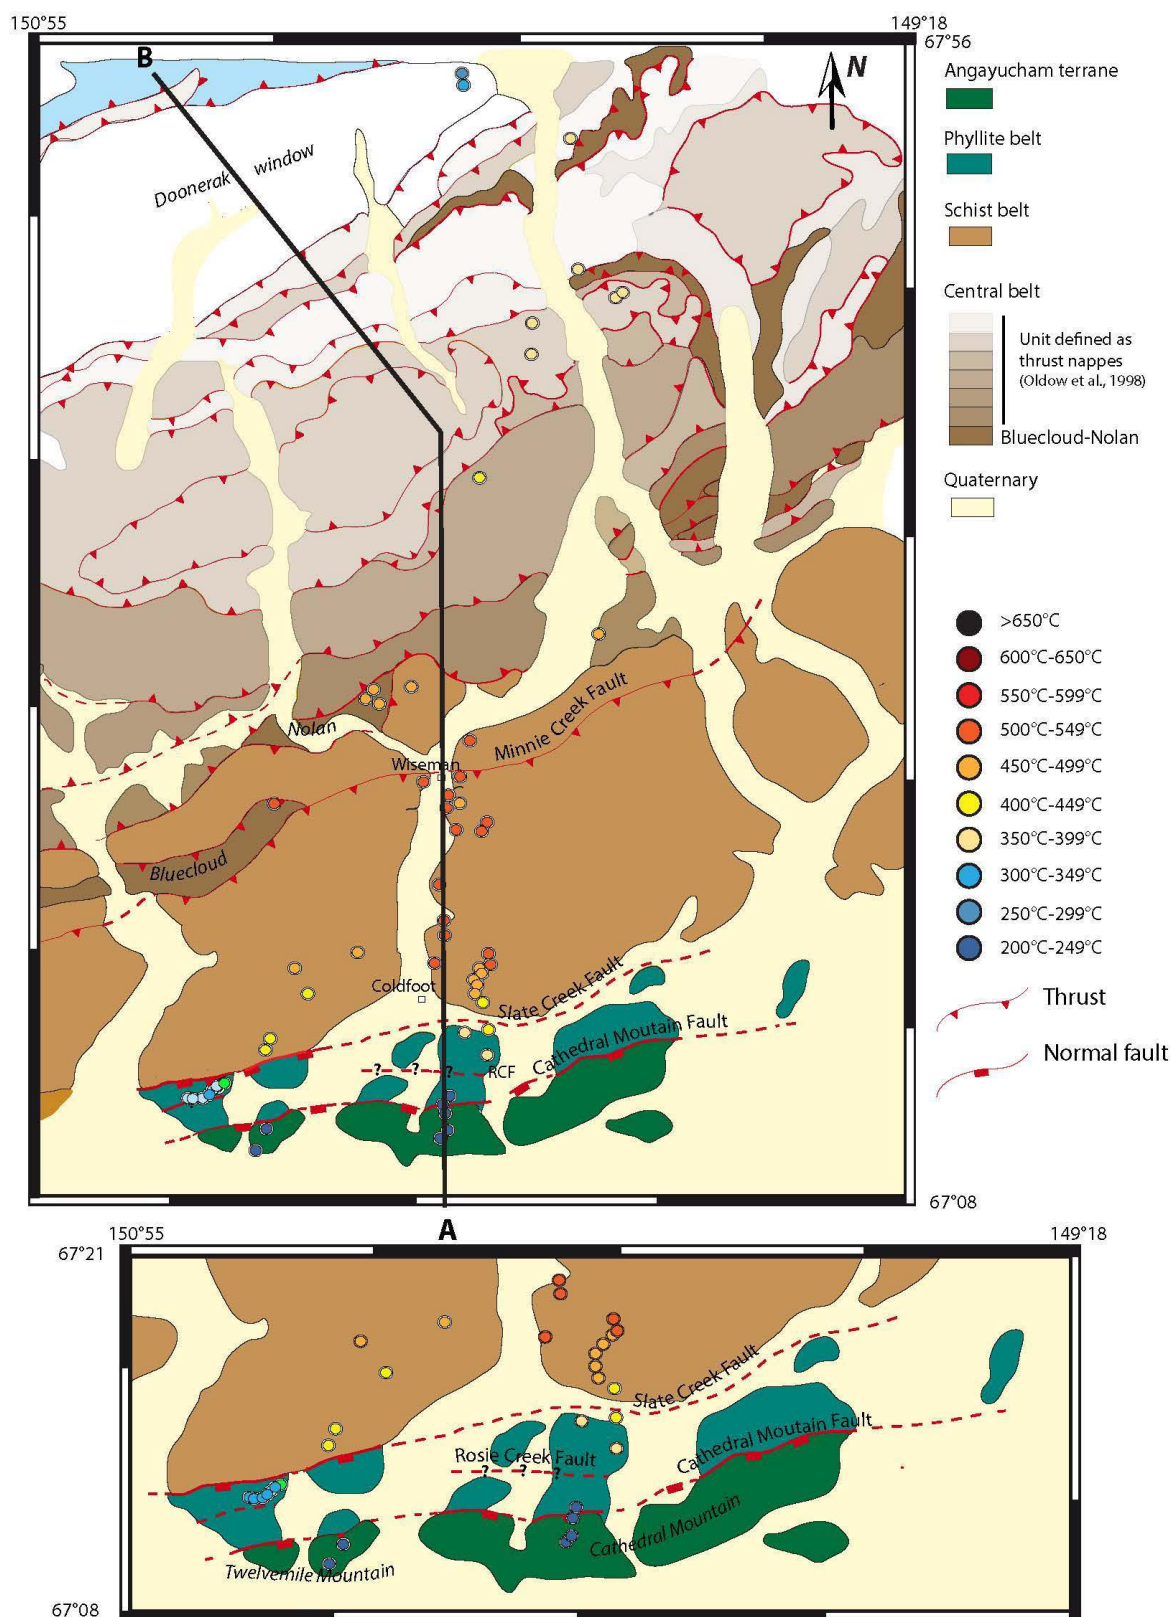 150°55
149°18
67°56
B
N
Doonerak window
Nolan
Minnie Creek Fault
Wiseman
Bluecloud
Coldfoot
Slate Creek Fault
Cathedral Moutain Fault
? ? ?
RCF
67°08
A
Angayucham terrane
Phyllite belt
Schist belt
Central belt
Unit defined as
thrust nappes
(Oldow et al., 1998)
Bluecloud-Nolan
Quaternary
>650°C
600°C-650°C
550°C-599°C
500°C-549°C
450°C-499°C
400°C-449°C
350°C-399°C
300°C-349°C
250°C-299°C
200°C-249°C
Thrust
Normal fault
150°55
149°18
67°21
Slate Creek Fault
Rosie Creek Fault
? ? ?
Cathedral Moutain Fault
Cathedral Mountain
Twelvemile Mountain
67°08